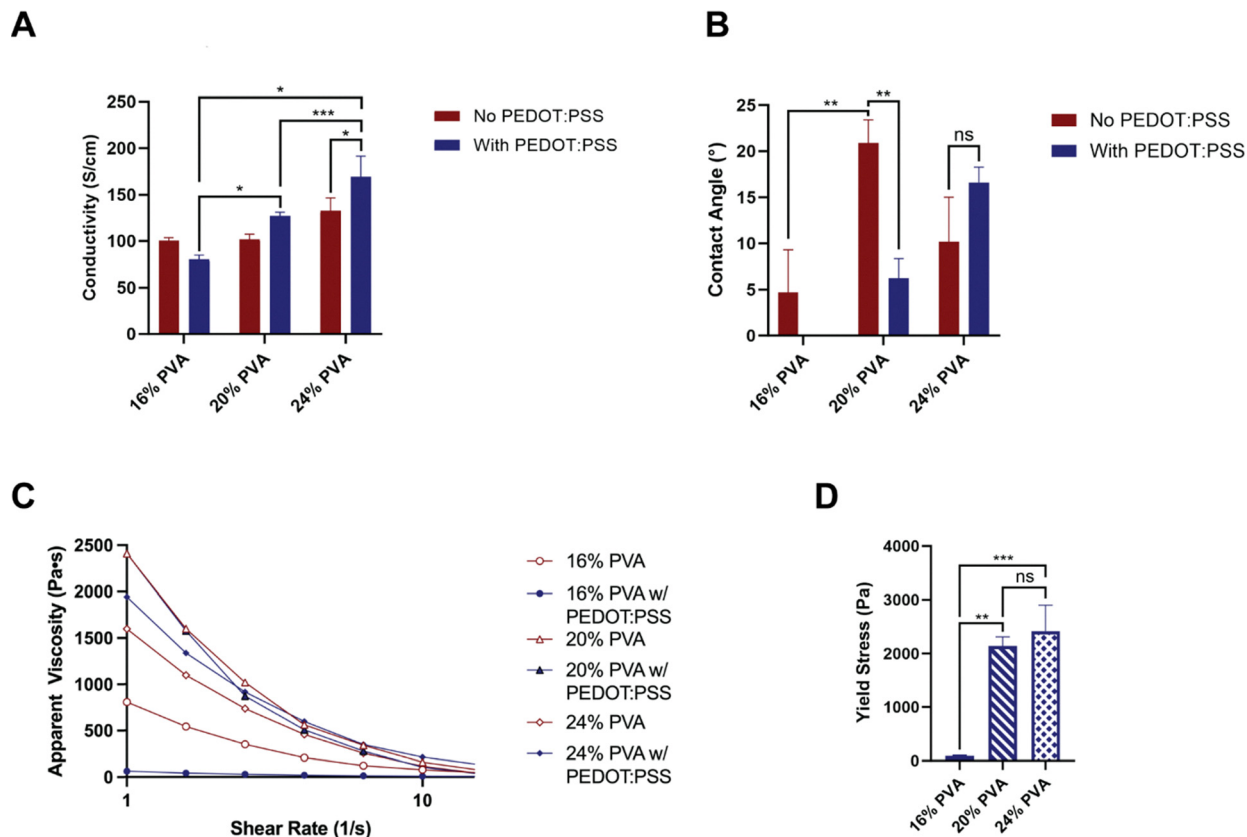 A
Conductivity (S/cm)
250
200
150
100
50
0
*
***
*
*
16% PVA
20% PVA
24% PVA
No PEDOT:PSS
With PEDOT:PSS
B
Contact Angle (°)
25
20
15
10
5
0
**
**
ns
16% PVA
20% PVA
24% PVA
No PEDOT:PSS
With PEDOT:PSS
C
Apparent Viscosity (Pa•s)
2500
2000
1500
1000
500
0
1
10
Shear Rate (1/s)
16% PVA
16% PVA w/
PEDOT:PSS
20% PVA
20% PVA w/
PEDOT:PSS
24% PVA
24% PVA w/
PEDOT:PSS
D
Yield Stress (Pa)
4000
3000
2000
1000
0
***
ns
**
16% PVA
20% PVA
24% PVA